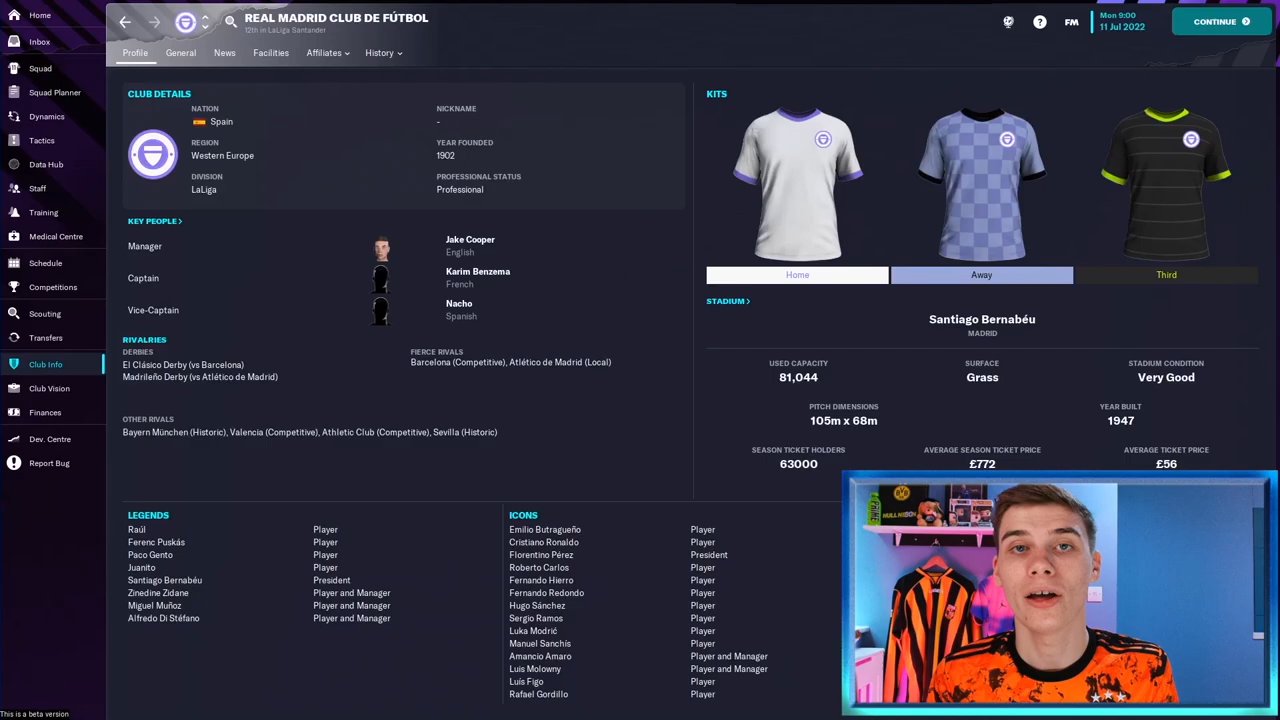 Home
Inbox
Squad
Squad Planner
Dynamics
Tactics
Data Hub
Staff
Training
Medical Centre
Schedule
Competitions
Scouting
Transfers
Club Info
Club Vision
Finances
Dev. Centre
Report Bug
This is a beta version
REAL MADRID CLUB DE FÚTBOL
12th in LaLiga Santander
FM
Mon 9:00
11 Jul 2022
CONTINUE
Profile General News Facilities Affiliates History
CLUB DETAILS
NATION
Spain
NICKNAME
-
REGION
Western Europe
YEAR FOUNDED
1902
DIVISION
LaLiga
PROFESSIONAL STATUS
Professional
KEY PEOPLE >
Manager
Jake Cooper
English
Captain
Karim Benzema
French
Vice-Captain
Nacho
Spanish
RIVALRIES
DERBIES
El Clásico Derby (vs Barcelona)
Madrileño Derby (vs Atlético de Madrid)
FIERCE RIVALS
Barcelona (Competitive), Atlético de Madrid (Local)
OTHER RIVALS
Bayern München (Historic), Valencia (Competitive), Athletic Club (Competitive), Sevilla (Historic)
KITS
Home Away Third
STADIUM >
Santiago Bernabéu
MADRID
USED CAPACITY
81,044
SURFACE
Grass
STADIUM CONDITION
Very Good
PITCH DIMENSIONS
105m x 68m
YEAR BUILT
1947
SEASON TICKET HOLDERS
63000
AVERAGE SEASON TICKET PRICE
£772
AVERAGE TICKET PRICE
£56
LEGENDS
Raúl Player
Ferenc Puskás Player
Paco Gento Player
Juanito Player
Santiago Bernabéu President
Zinedine Zidane Player and Manager
Miguel Muñoz Player and Manager
Alfredo Di Stéfano Player and Manager
ICONS
Emilio Butragueño Player
Cristiano Ronaldo Player
Florentino Pérez President
Roberto Carlos Player
Fernando Hierro Player
Fernando Redondo Player
Hugo Sánchez Player
Sergio Ramos Player
Luka Modrić Player
Manuel Sanchís Player
Amancio Amaro Player and Manager
Luis Molowny Player and Manager
Luís Figo Player
Rafael Gordillo Player